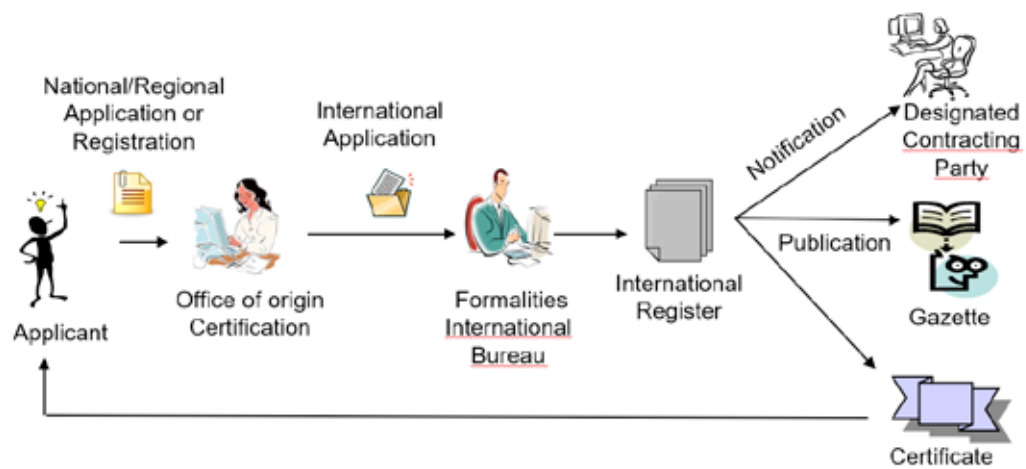 National/Regional
Application or
Registration
International
Application
Notification
Designated
Contracting
Party
Publication
Gazette
Applicant
Office of origin
Certification
Formalities
International
Bureau
International
Register
Certificate